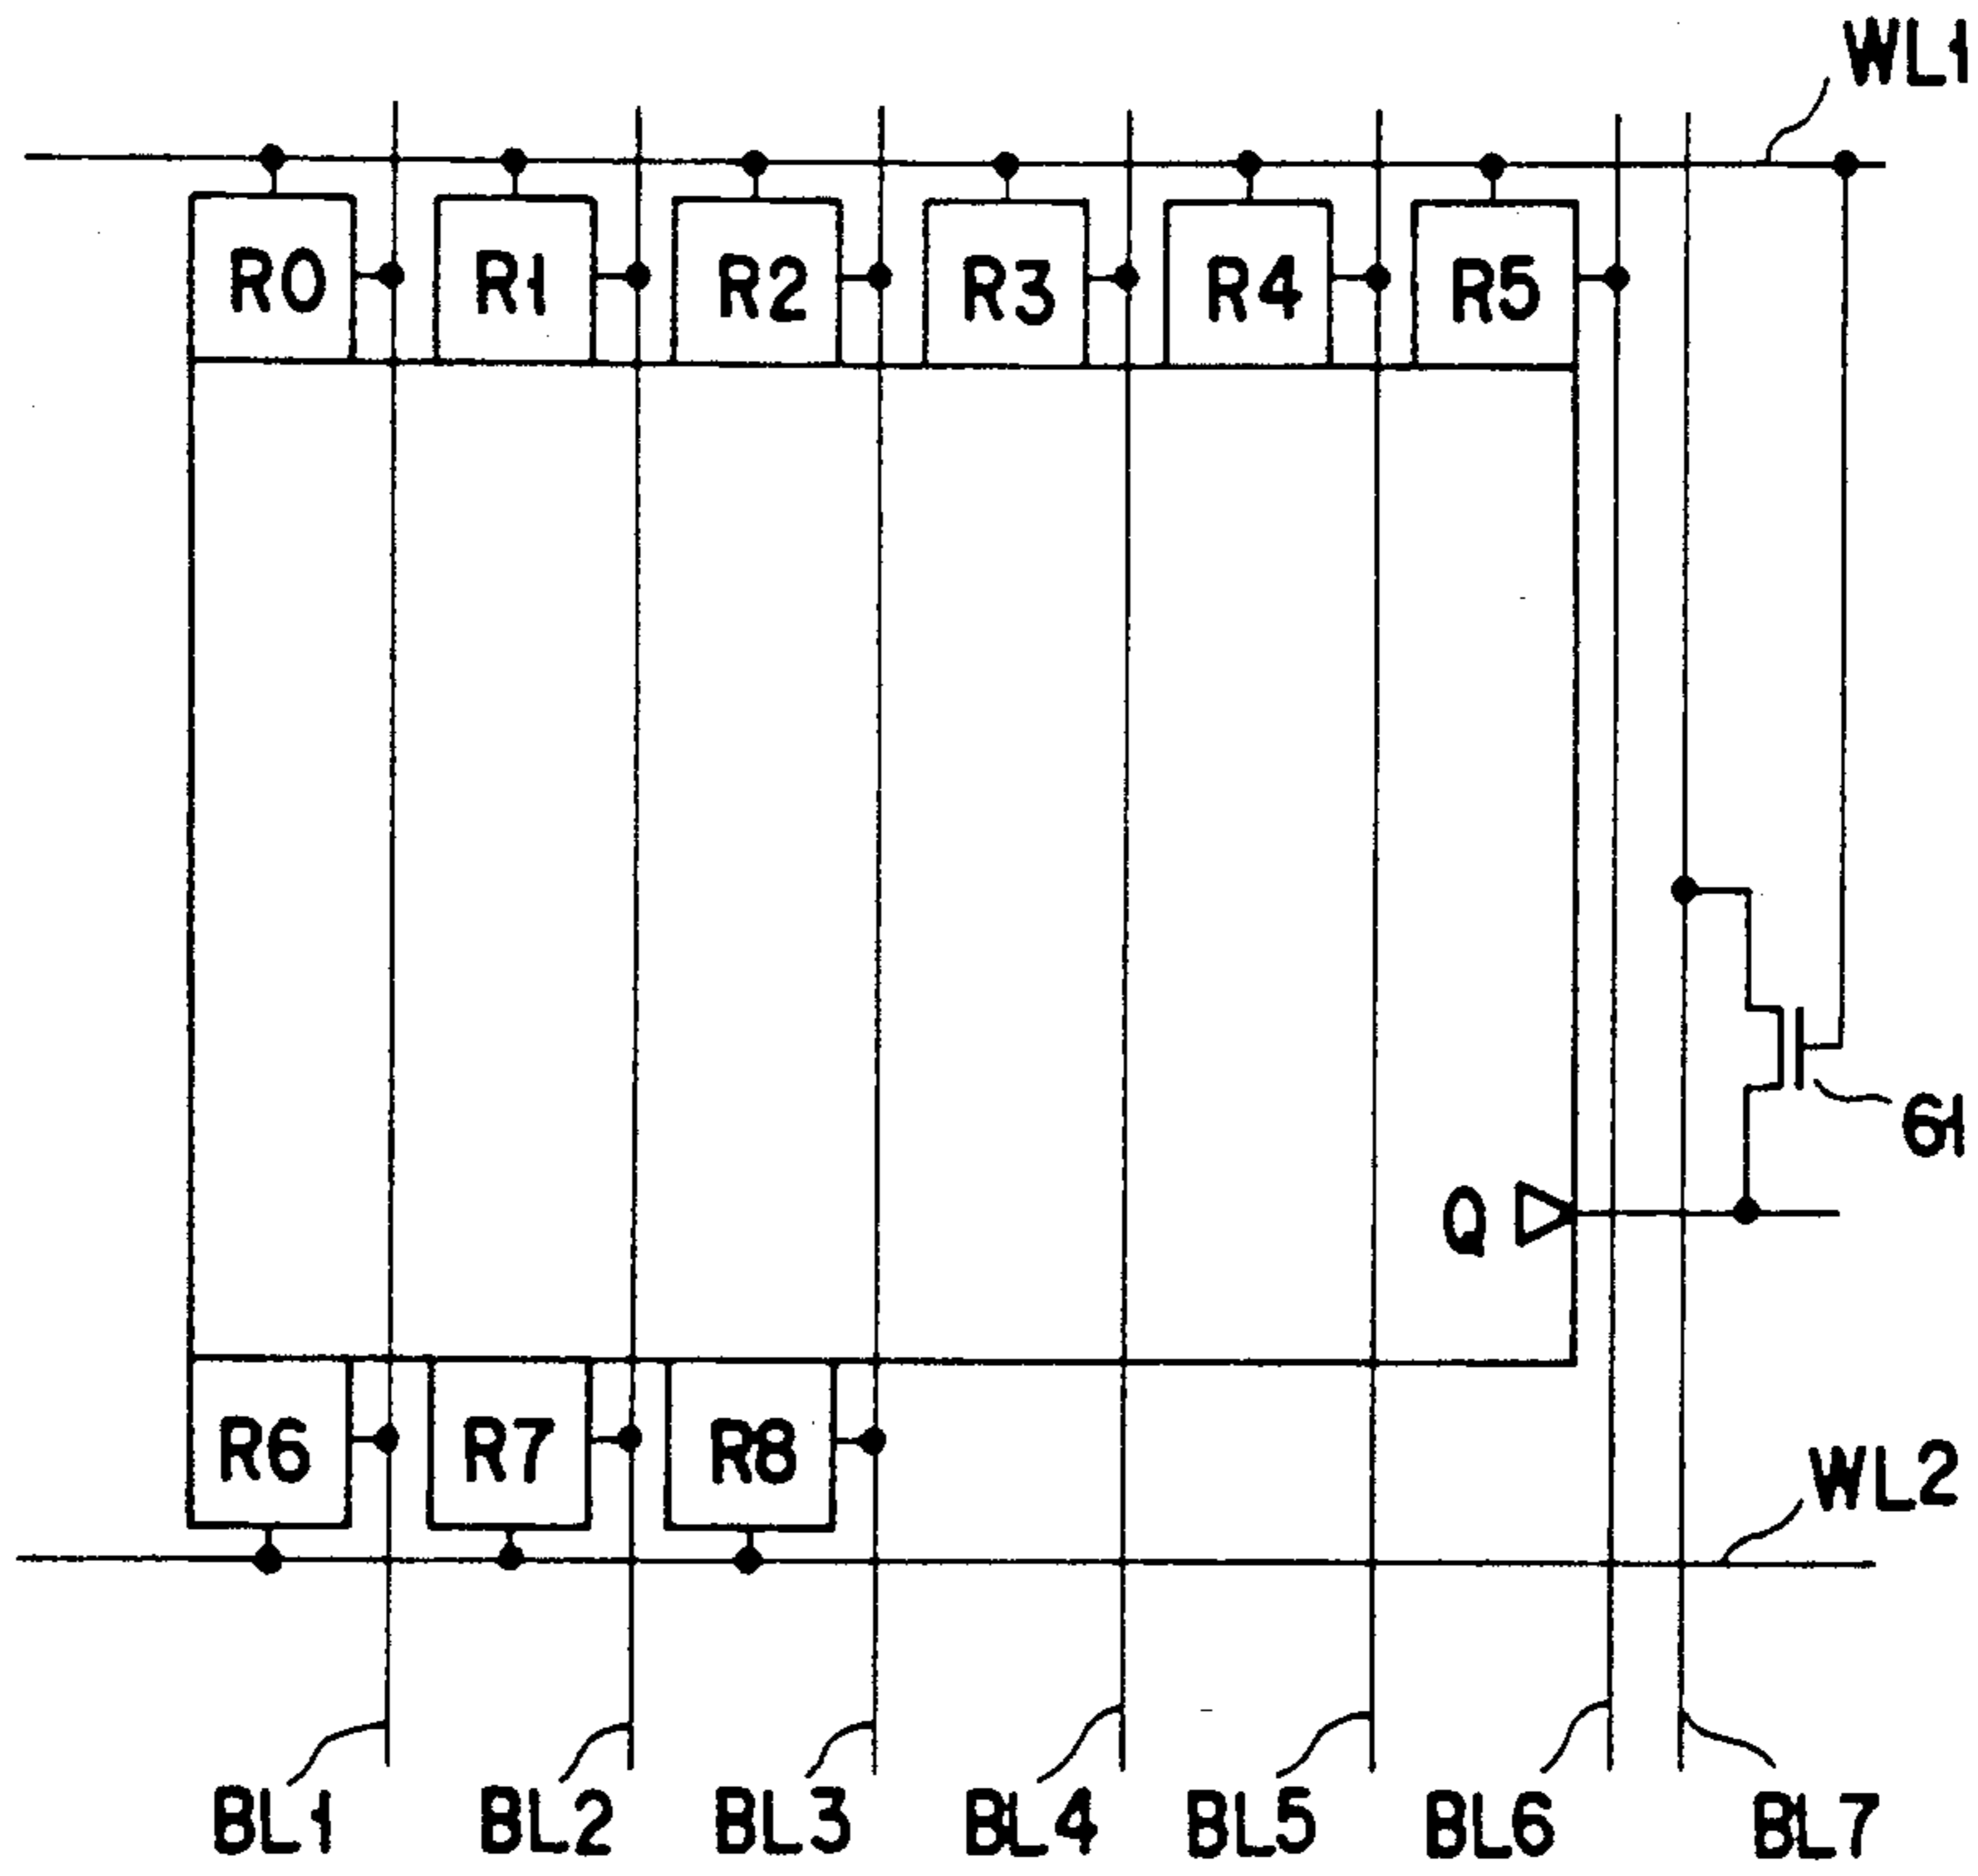 WL1
R0 R1 R2 R3 R4 R5
61
Q
R6 R7 R8
WL2
BL1 BL2 BL3 BL4 BL5 BL6 BL7